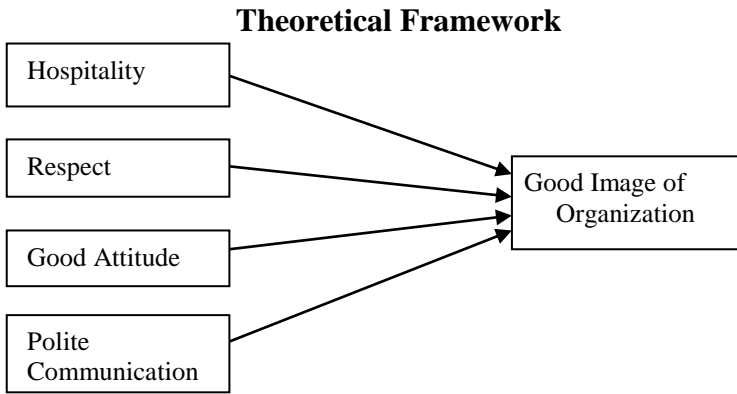 Theoretical Framework
Hospitality
Respect
Good Attitude
Polite
Communication
Good Image of
Organization